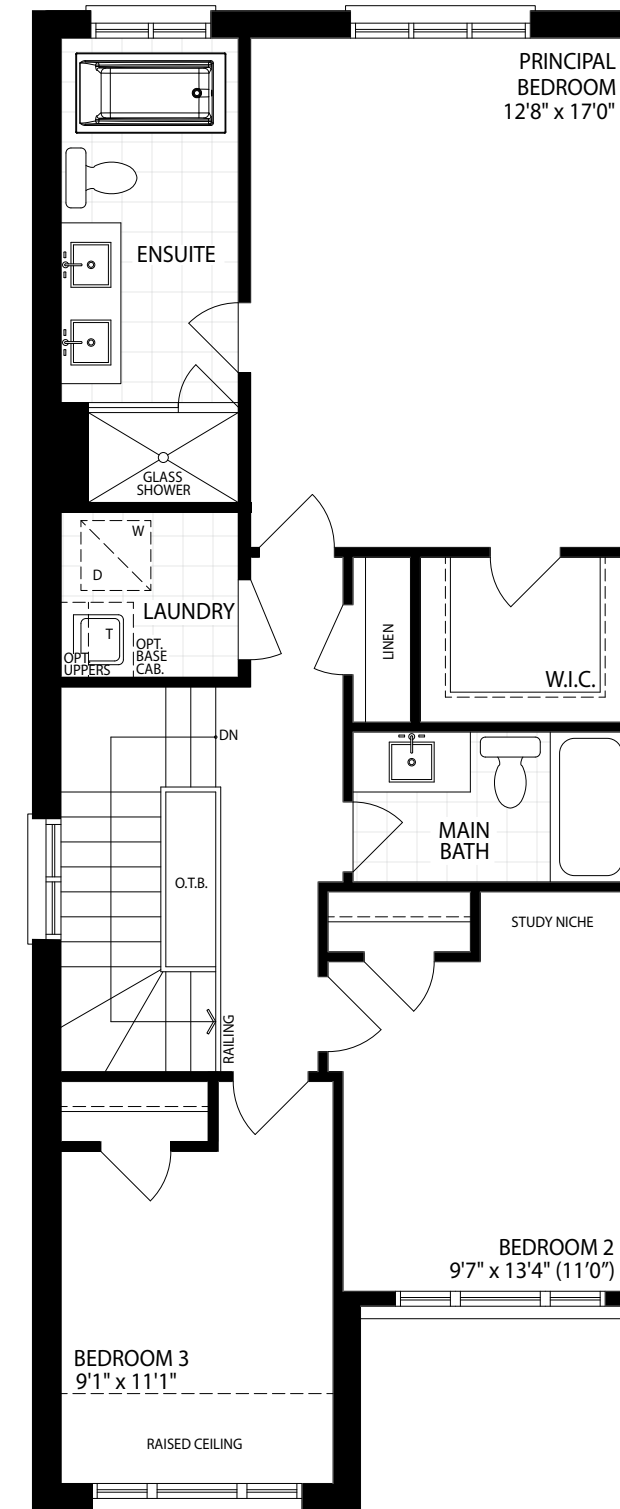 PRINCIPAL
BEDROOM
12'8" x 17'0"
ENSUITE
GLASS
SHOWER
W
D
LAUNDRY
T
OPT.
UPPERS
OPT.
BASE
CAB.
LINEN
W.I.C.
DN
MAIN
BATH
O.T.B.
STUDY NICHE
RAILING
BEDROOM 2
9'7" x 13'4" (11'0")
BEDROOM 3
9'1" x 11'1"
RAISED CEILING